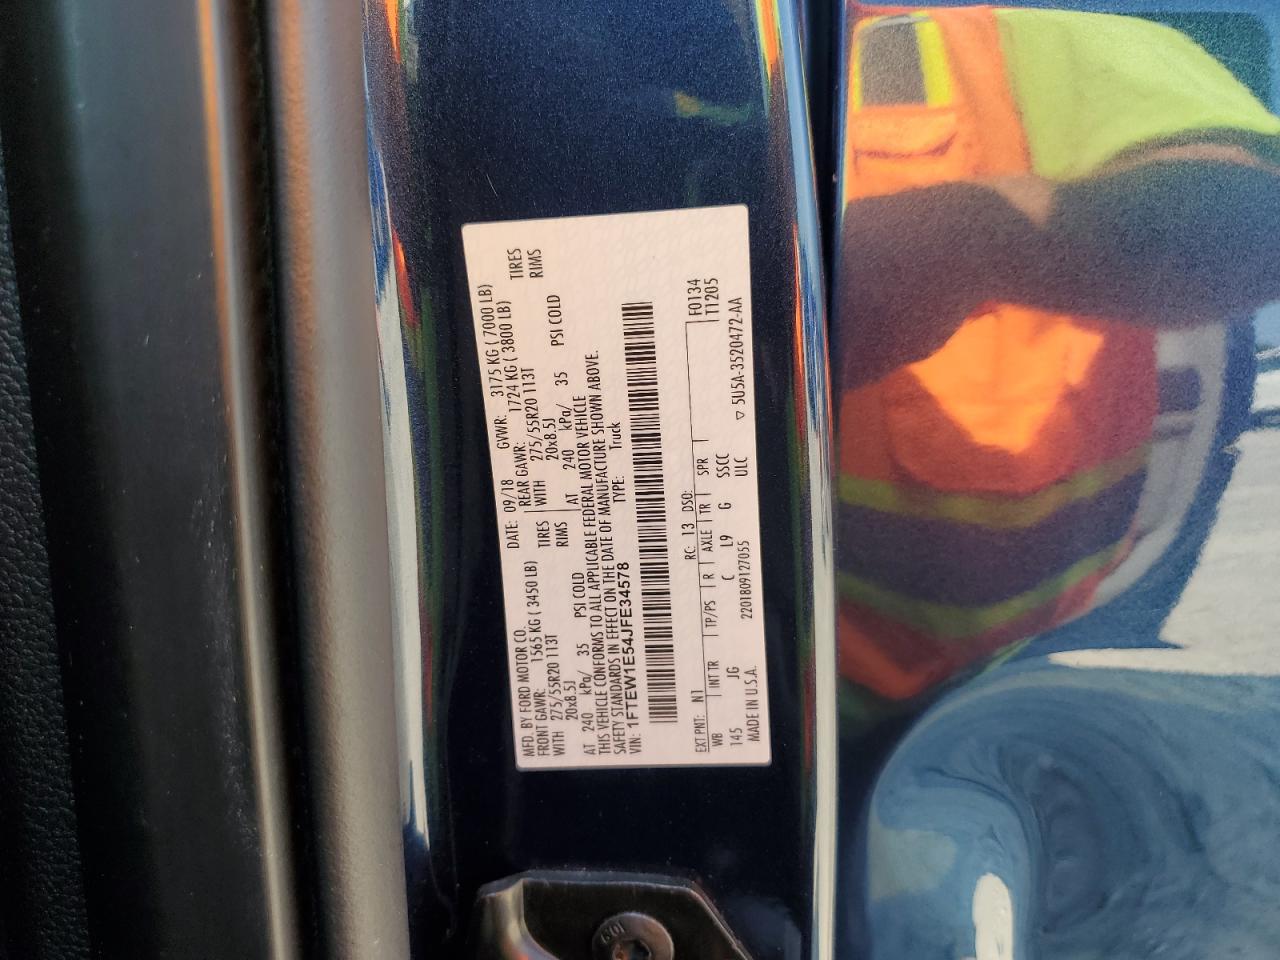 MFD. BY FORD MOTOR CO.
DATE: 09/18 GVWR: 3175 KG ( 7000 LB)
FRONT GAWR: 1565 KG ( 3450 LB) REAR GAWR: 1724 KG ( 3800 LB)
WITH 275/55R20 113T TIRES WITH 275/55R20 113T TIRES
20x8.5J RIMS 20x8.5J RIMS
AT 240 kPa/ 35 PSI COLD AT 240 kPa/ 35 PSI COLD
THIS VEHICLE CONFORMS TO ALL APPLICABLE FEDERAL MOTOR VEHICLE
SAFETY STANDARDS IN EFFECT ON THE DATE OF MANUFACTURE SHOWN ABOVE.
VIN: 1FTEW1E54JFE34578 TYPE: Truck
EXT PNT: N1 RC: 13 DSO: F0134
WB INT TR TP/PS R AXLE TR SPR T1205
145 JG C L9 G SSCC
MADE IN U.S.A. 2201809127055 ULC ▽ 5U5A-3520472-AA